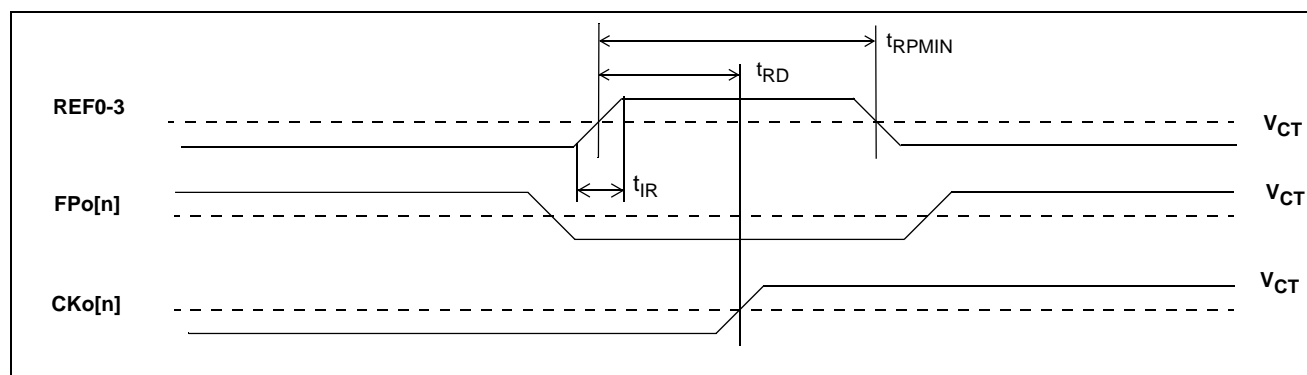 tRPMIN
tRD
REF0-3
VCT
tIR
FPo[n]
VCT
CKo[n]
VCT